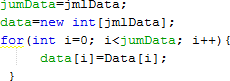 jumData=jmlData;
data=new int[jmlData];
for(int i=0; i<jumData; i++){
data[i]=Data[i];
}